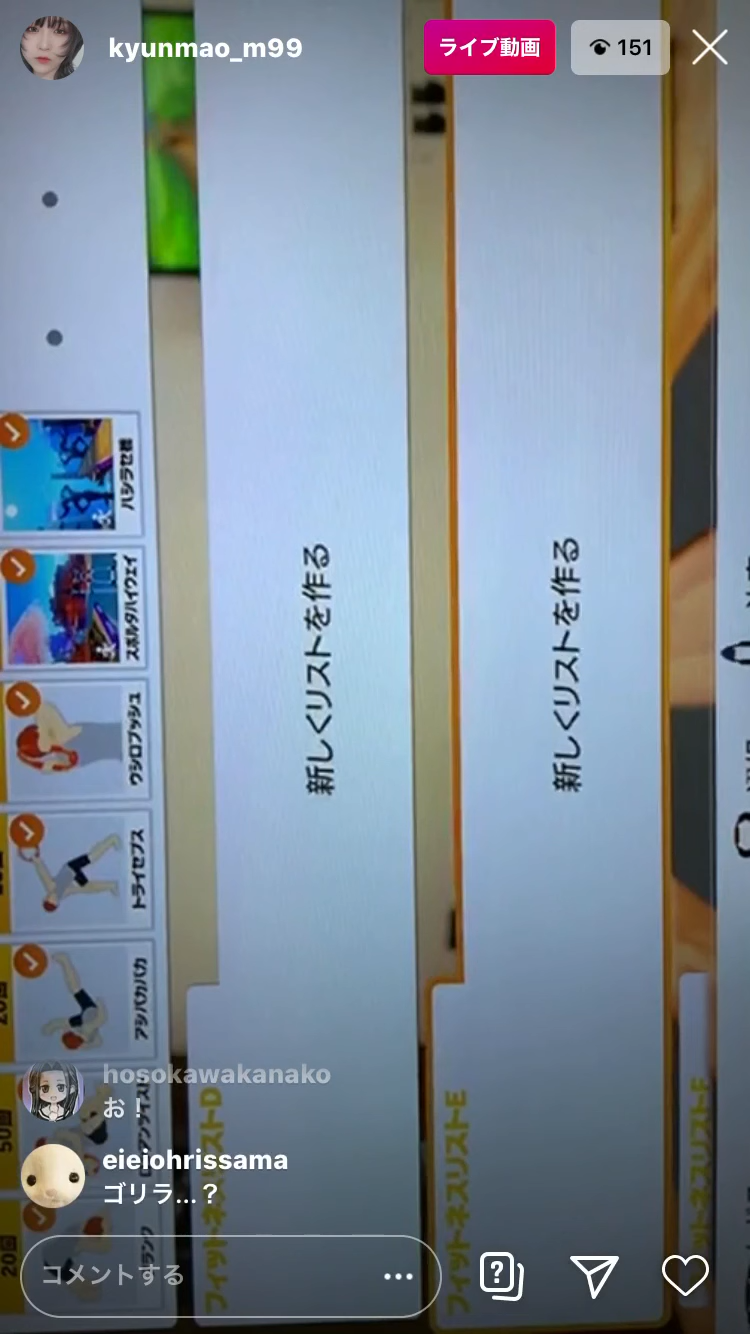 kyunmao_m99
ライブ動画
151
ハシラセ群
スポルタハイウェイ
ウシロプッシュ
トライセプス
アシパカパカ
20回
50回
20回
新しくリストを作る
フィットネスリストD
新しくリストを作る
フィットネスリストE
ットネスリストF
hosokawakanako
お！
eieiohrissama
ゴリラ…？
コメントする